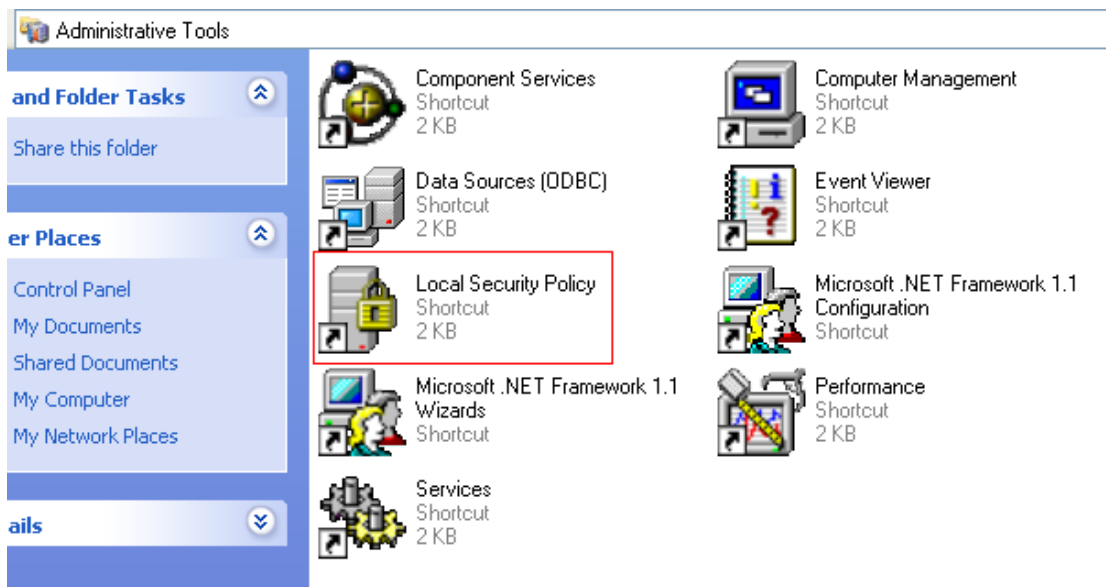 Administrative Tools
and Folder Tasks
Share this folder
er Places
Control Panel
My Documents
Shared Documents
My Computer
My Network Places
ails
Component Services
Shortcut
2 KB
Computer Management
Shortcut
2 KB
Data Sources (ODBC)
Shortcut
2 KB
Event Viewer
Shortcut
2 KB
Local Security Policy
Shortcut
2 KB
Microsoft .NET Framework 1.1
Configuration
Shortcut
Microsoft .NET Framework 1.1
Wizards
Shortcut
Performance
Shortcut
2 KB
Services
Shortcut
2 KB